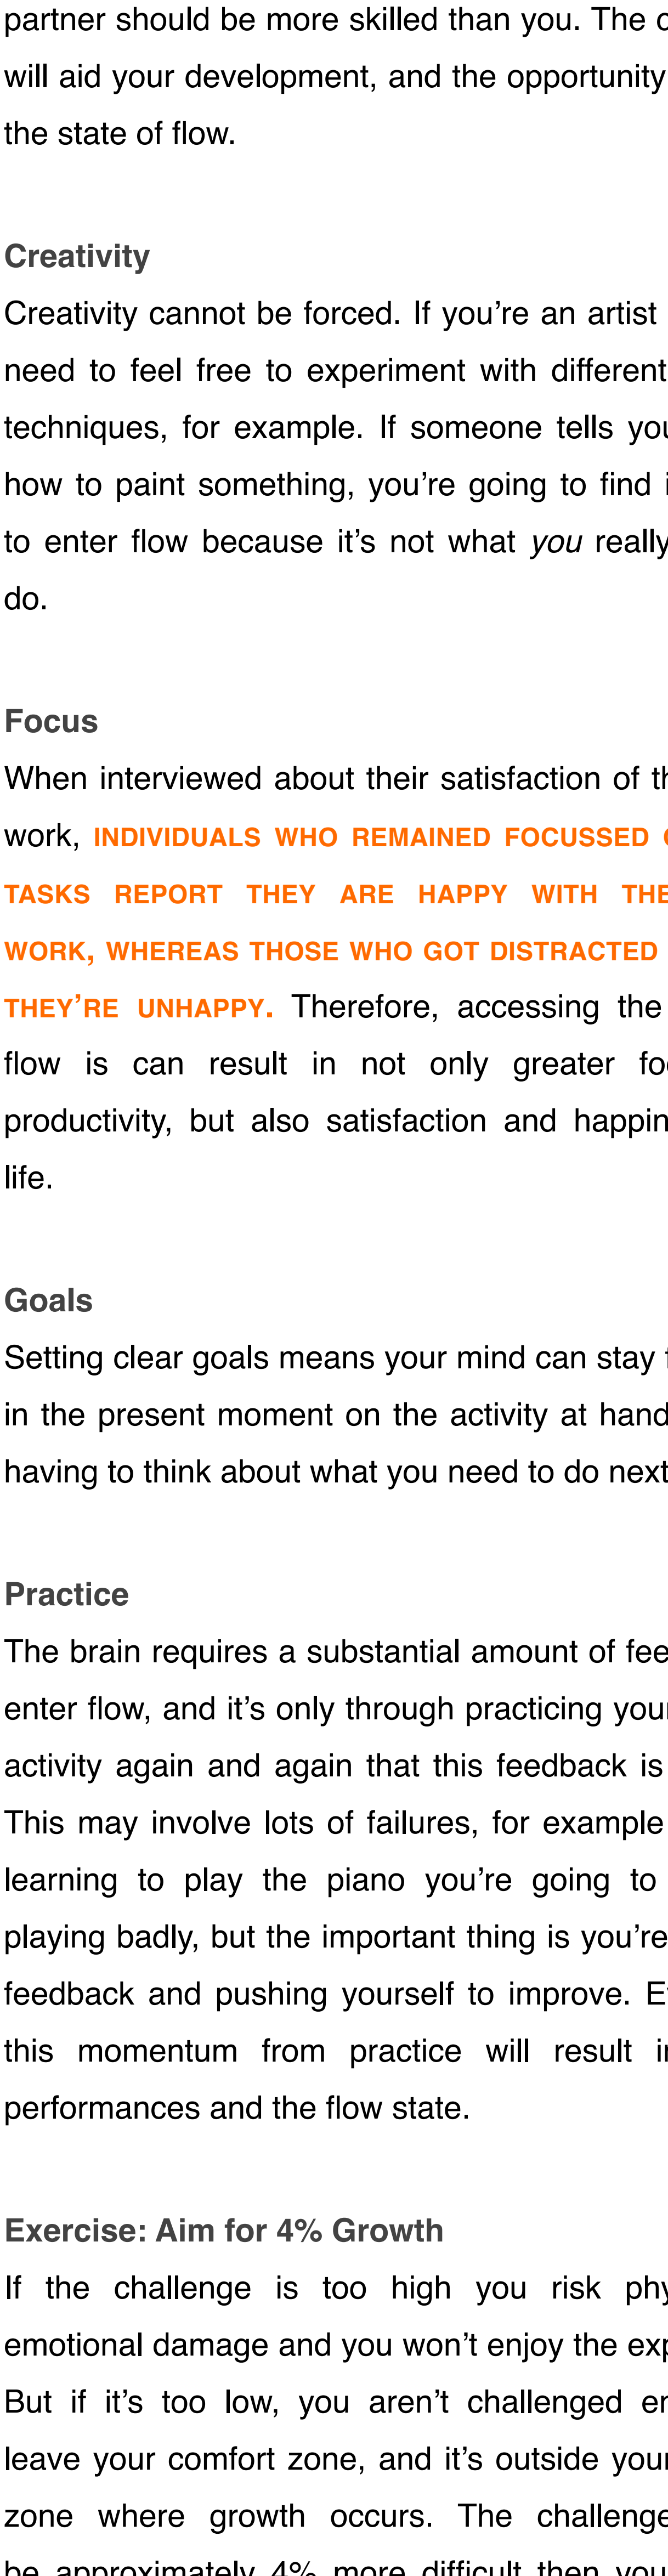 partner should be more skilled than you. The
will aid your development, and the opportunity
the state of flow.
Creativity
Creativity cannot be forced. If you’re an artist
need to feel free to experiment with different
techniques, for example. If someone tells
how to paint something, you’re going to find
to enter flow because it’s not what you really
do.
Focus
When interviewed about their satisfaction of
work, INDIVIDUALS WHO REMAINED FOCUSSED
TASKS REPORT THEY ARE HAPPY WITH
WORK, WHEREAS THOSE WHO GOT DISTRACTED
THEY’RE UNHAPPY. Therefore, accessing the
flow is can result in not only greater
productivity, but also satisfaction and
life.
Goals
Setting clear goals means your mind can stay
in the present moment on the activity at hand
having to think about what you need to do next
Practice
The brain requires a substantial amount of
enter flow, and it’s only through practicing
activity again and again that this feedback is
This may involve lots of failures, for example
learning to play the piano you’re going to
playing badly, but the important thing is you’re
feedback and pushing yourself to improve.
this momentum from practice will result
performances and the flow state.
Exercise: Aim for 4% Growth
If the challenge is too high you risk
emotional damage and you won’t enjoy the
But if it’s too low, you aren’t challenged
leave your comfort zone, and it’s outside
zone where growth occurs. The challenge
be approximately 4% more difficult then you